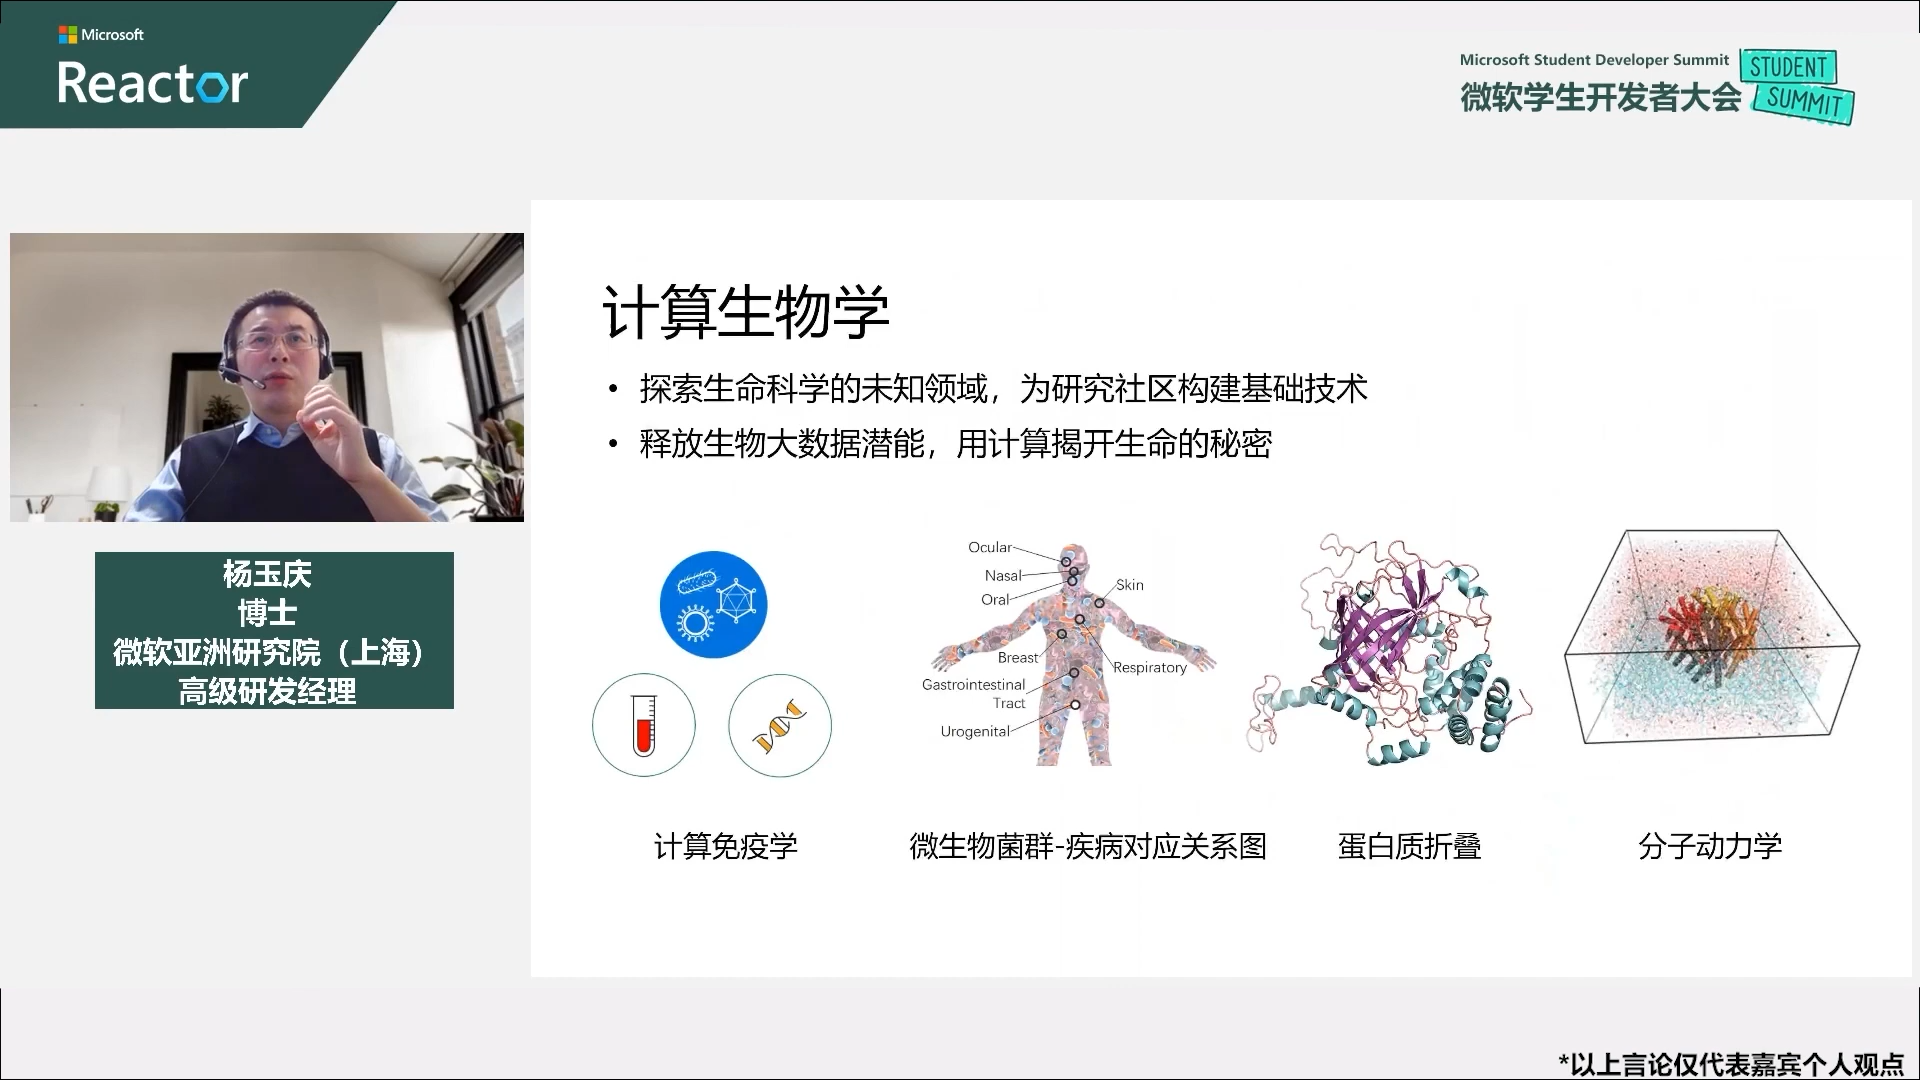 Microsoft
Reactor
Microsoft Student Developer Summit
微软学生开发者大会
STUDENT
SUMMIT
杨玉庆
博士
微软亚洲研究院（上海）
高级研发经理
计算生物学
• 探索生命科学的未知领域，为研究社区构建基础技术
• 释放生物大数据潜能，用计算揭开生命的秘密
Ocular
Nasal
Oral
Skin
Breast
Respiratory
Gastrointestinal
Tract
Urogenital
计算免疫学
微生物菌群-疾病对应关系图
蛋白质折叠
分子动力学
*以上言论仅代表嘉宾个人观点